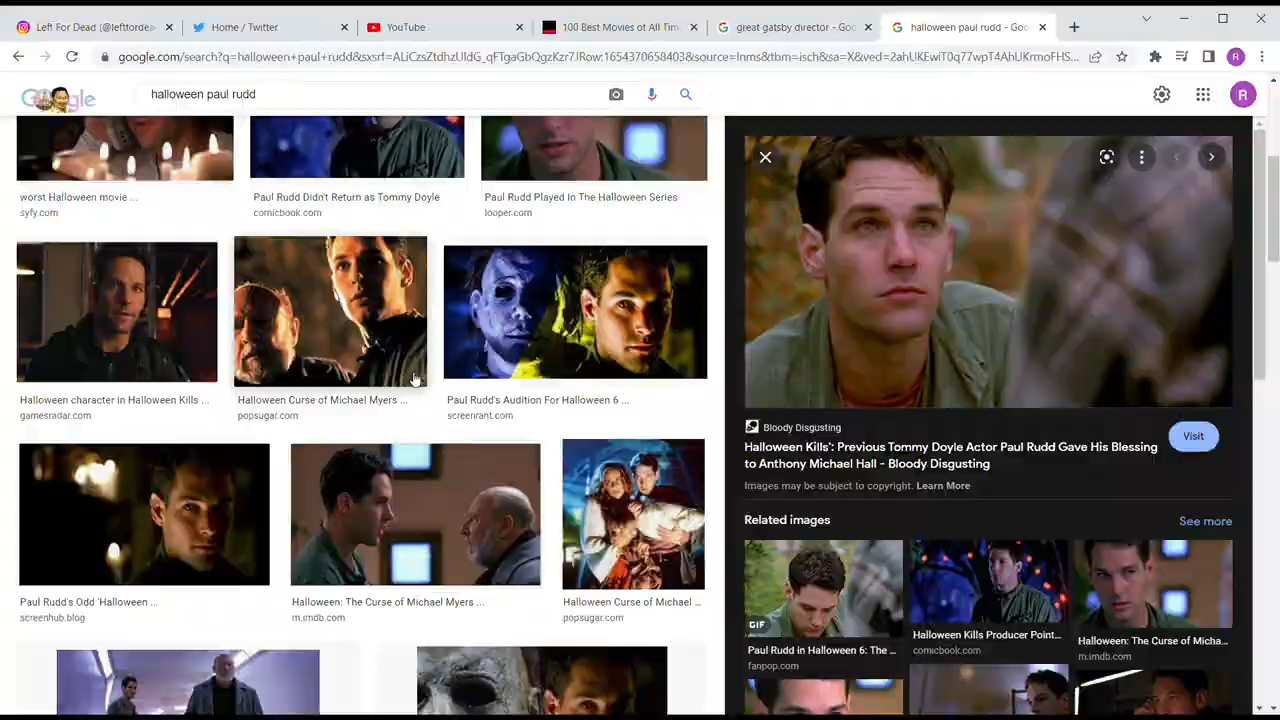 Left For Dead (@leftforde
Home / Twitter
YouTube
100 Best Movies of All Tim
great gatsby director - Goo
halloween paul rudd - Goo
google.com/search?q=halloween+paul+rudd&sxsrf=ALiCzsZtdhzUIdG_qFTgaGbOgzKzr7JRow:1654370658403&source=lnms&tbm=isch&sa=X&ved=2ahUKEwiT0q77wpT4AhUKrmoFHS...
R
Google
halloween paul rudd
R
worst Halloween movie ...
syfy.com
Paul Rudd Didn't Return as Tommy Doyle
comicbook.com
Paul Rudd Played In The Halloween Series
looper.com
Halloween character in Halloween Kills ...
gamesradar.com
Halloween Curse of Michael Myers ...
popsugar.com
Paul Rudd's Audition For Halloween 6 ...
screenrant.com
Paul Rudd's Odd 'Halloween ...
screenhub.blog
Halloween: The Curse of Michael Myers ...
m.imdb.com
Halloween Curse of Michael ...
popsugar.com
Bloody Disgusting
Visit
Halloween Kills': Previous Tommy Doyle Actor Paul Rudd Gave His Blessing
to Anthony Michael Hall - Bloody Disgusting
Images may be subject to copyright. Learn More
Related images
See more
GIF
Paul Rudd in Halloween 6: The ...
fanpop.com
Halloween Kills Producer Point...
comicbook.com
Halloween: The Curse of Micha...
m.imdb.com